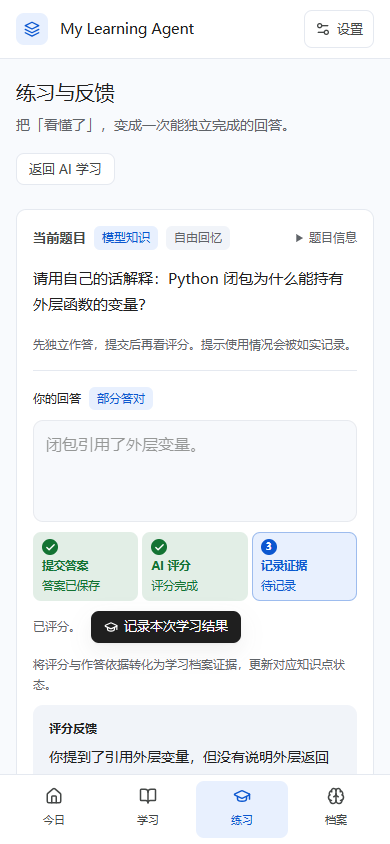 My Learning Agent
设置
练习与反馈
把「看懂了」，变成一次能独立完成的回答。
返回 AI 学习
当前题目 模型知识 自由回忆 ▶ 题目信息
请用自己的话解释：Python 闭包为什么能持有
外层函数的变量？
先独立作答，提交后再看评分。提示使用情况会被如实记录。
你的回答 部分答对
闭包引用了外层变量。
提交答案
答案已保存
AI 评分
评分完成
3
记录证据
待记录
已评分。 记录本次学习结果
将评分与作答依据转化为学习档案证据，更新对应知识点状
态。
评分反馈
你提到了引用外层变量，但没有说明外层返回
今日 学习 练习 档案